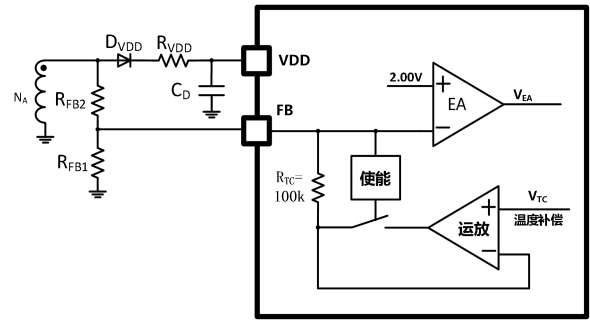 D_VDD
R_VDD
VDD
C_D
N_A
R_FB2
FB
R_FB1
2.00V
+
EA
−
V_EA
R_TC=
100k
使能
+
运放
−
V_TC
温度补偿